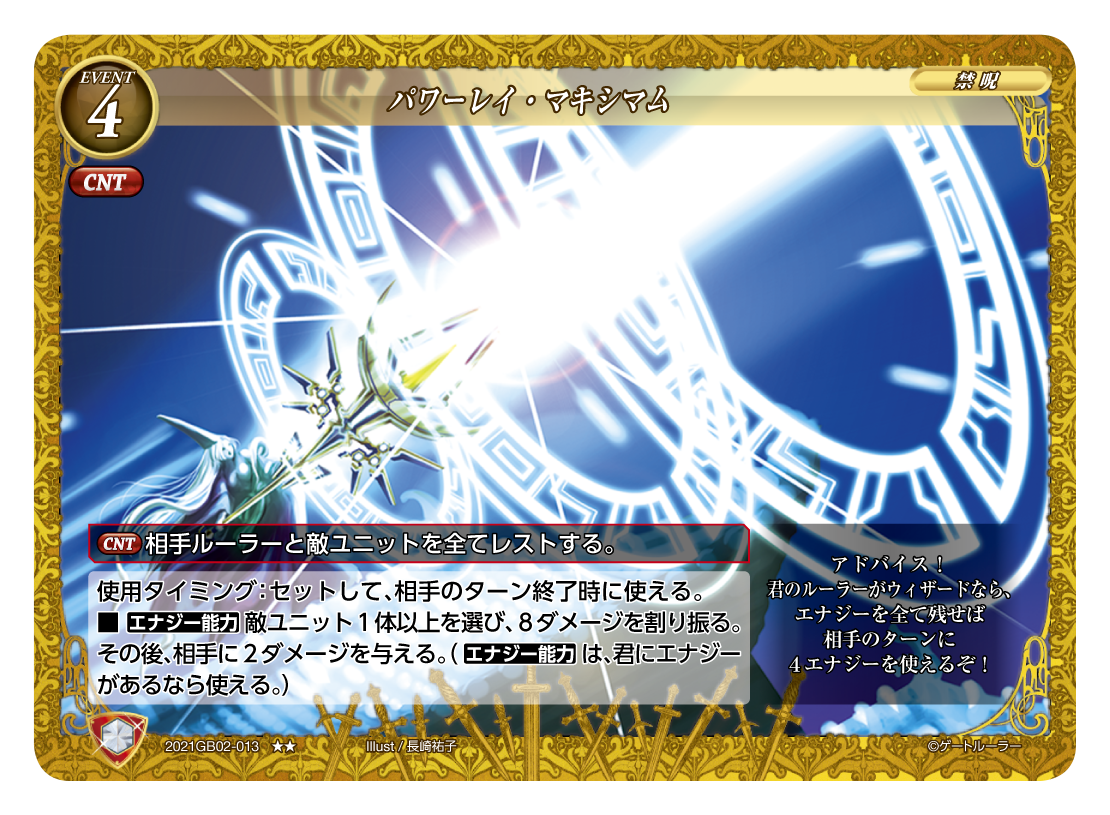 EVENT
4
パワーレイ・マキシマム
禁呪
CNT
CNT 相手ルーラーと敵ユニットを全てレストする。
使用タイミング:セットして、相手のターン終了時に使える。
■ エナジー能力 敵ユニット1体以上を選び、8ダメージを割り振る。
その後、相手に2ダメージを与える。( エナジー能力 は、君にエナジー
があるなら使える。)
アドバイス!
君のルーラーがウィザードなら、
エナジーを全て残せば
相手のターンに
4エナジーを使えるぞ!
2021GB02-013 ★★ Illust / 長崎祐子 ©ゲートルーラー